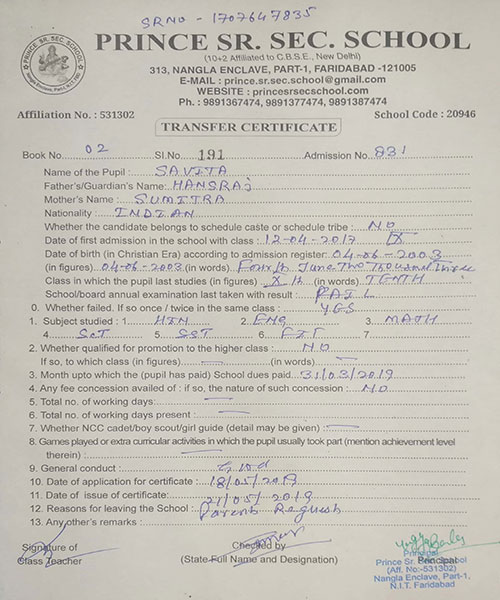 SRNO - 1707647835
PRINCE SR. SEC. SCHOOL
(10+2 Affiliated to C.B.S.E., New Delhi)
313, NANGLA ENCLAVE, PART-1, FARIDABAD -121005
E-MAIL : prince.sr.sec.school@gmail.com
WEBSITE : princesrsecschool.com
Ph. : 9891367474, 9891377474, 9891387474
Affiliation No. : 531302 School Code : 20946
TRANSFER CERTIFICATE
Book No. 02 Sl.No. 191 Admission No. 831
Name of the Pupil : SAVITA
Father's/Guardian's Name: HANSRAJ
Mother's Name: SUMITRA
Nationality : INDIAN
Whether the candidate belongs to schedule caste or schedule tribe : NO
Date of first admission in the school with class : 12-04-2017 IX
Date of birth (in Christian Era) according to admission register 04-06-2003
(in figures) 04-06-2003 (in words) Fourth June Two Thousand Three
Class in which the pupil last studies (in figures) X th (in words) TENTH
School/board annual examination last taken with result : FAIL
0. Whether failed. If so once / twice in the same class : YES
1. Subject studied : 1. HIN 2. ENG 3. MATH
4. ScT 5. SST 6. FIT 7.
2. Whether qualified for promotion to the higher class : NO
If so, to which class (in figures) — (in words) —
3. Month upto which the (pupil has paid) School dues paid. 31/03/2019
4. Any fee concession availed of : if so, the nature of such concession : NO
5. Total no. of working days: —
6. Total no. of working days present : —
7. Whether NCC cadet/boy scout/girl guide (detail may be given) : —
8. Games played or extra curricular activities in which the pupil usually took part (mention achievement level
therein) : —
9. General conduct : Good
10. Date of application for certificate : 18/05/2019
11. Date of issue of certificate: 21/05/2019
12. Reasons for leaving the School : Parents Request
13. Any other's remarks :
Signature of Checked by
Class Teacher (State Full Name and Designation) Principal
Principal
Prince Sr.
(Aff. No:-531302)
Nangla Enclave, Part-1,
N.I.T. Faridabad